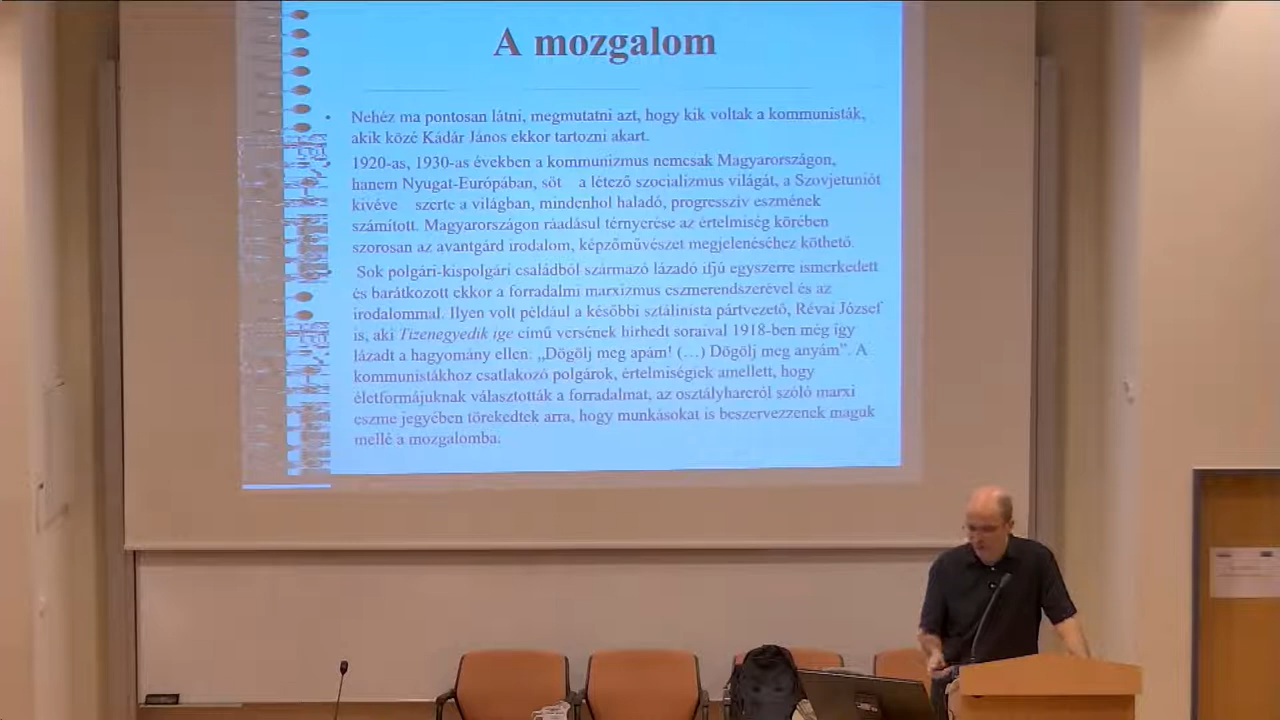 A mozgalom
• Nehéz ma pontosan látni, megmutatni azt, hogy kik voltak a kommunisták,
akik közé Kádár János ekkor tartozni akart.
1920-as, 1930-as években a kommunizmus nemcsak Magyarországon,
hanem Nyugat-Európában, sőt a létező szocializmus világát, a Szovjetuniót
kivéve szerte a világban, mindenhol haladó, progresszív eszmének
számított. Magyarországon ráadásul térnyerése az értelmiség körében
szorosan az avantgárd irodalom, képzőművészet megjelenéséhez köthető.
• Sok polgári-kispolgári családból származó lázadó ifjú egyszerre ismerkedett
és barátkozott ekkor a forradalmi marxizmus eszmerendszerével és az
irodalommal. Ilyen volt például a későbbi sztálinista pártvezető, Révai József
is, aki Tizenegyedik ige című versének hírhedt soraival 1918-ben még így
lázadt a hagyomány ellen: „Dögölj meg apám! (…) Dögölj meg anyám”. A
kommunistákhoz csatlakozó polgárok, értelmiségiek amellett, hogy
életformájuknak választották a forradalmat, az osztályharcról szóló marxi
eszme jegyében törekedtek arra, hogy munkásokat is beszervezzenek maguk
mellé a mozgalomba.